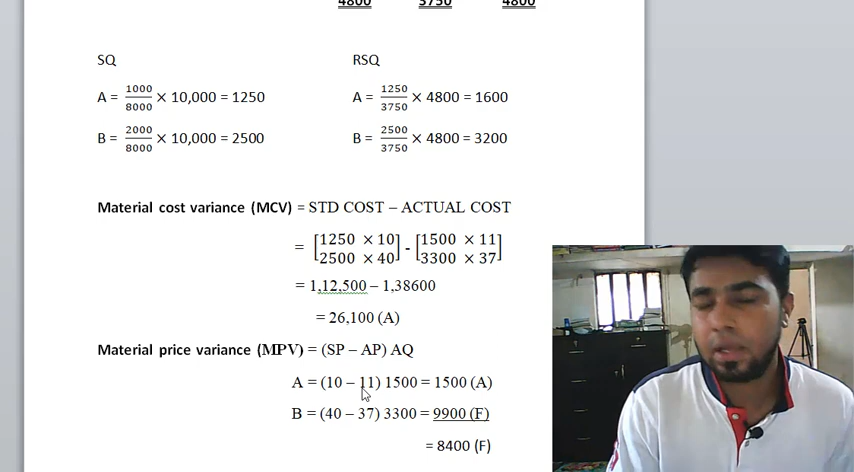 4800 3750 4800
SQ RSQ
A = 1000/8000 × 10,000 = 1250 A = 1250/3750 × 4800 = 1600
B = 2000/8000 × 10,000 = 2500 B = 2500/3750 × 4800 = 3200
Material cost variance (MCV) = STD COST – ACTUAL COST
= [1250 × 10] - [1500 × 11]
[2500 × 40] [3300 × 37]
= 1,12,500 – 1,38600
= 26,100 (A)
Material price variance (MPV) = (SP – AP) AQ
A = (10 – 11) 1500 = 1500 (A)
B = (40 – 37) 3300 = 9900 (F)
= 8400 (F)